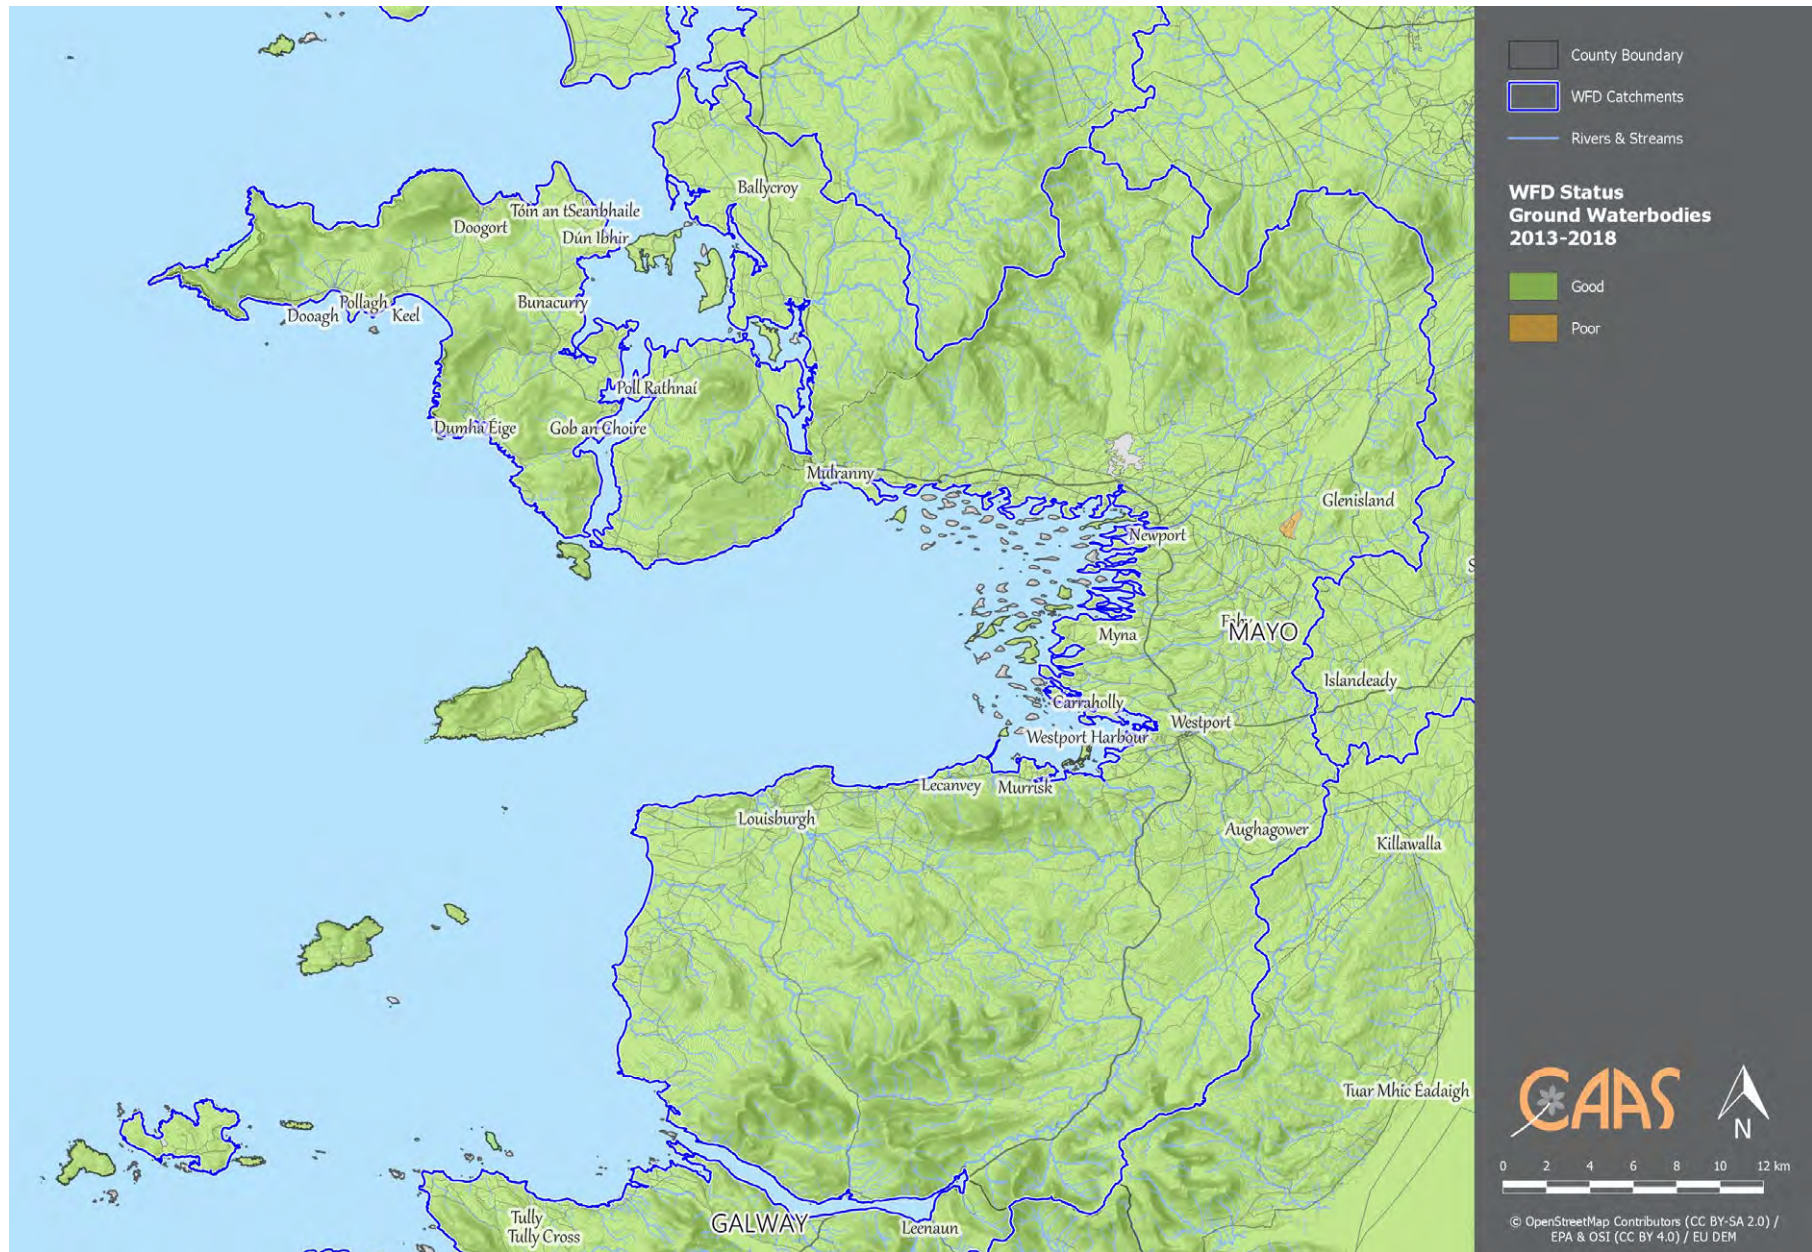 Ballycroy
Tóin an tSeanbhaile
Doogort
Dún Ibhir
Pollagh
Bunacurry
Dooagh
Keel
Poll Rathnaí
Dumha Éige
Gob an Choire
Mulranny
Glenisland
Newport
Myna
MAYO
Islandeady
Carraholly
Westport
Westport Harbour
Lecanvey
Murrisk
Louisburgh
Aughagower
Killawalla
Tuar Mhic Éadaigh
GALWAY
Tully
Tully Cross
Leenaun
County Boundary
WFD Catchments
Rivers & Streams
WFD Status
Ground Waterbodies
2013-2018
Good
Poor
CAAS
N
0 2 4 6 8 10 12 km
© OpenStreetMap Contributors (CC BY-SA 2.0) /
EPA & OSI (CC BY 4.0) / EU DEM